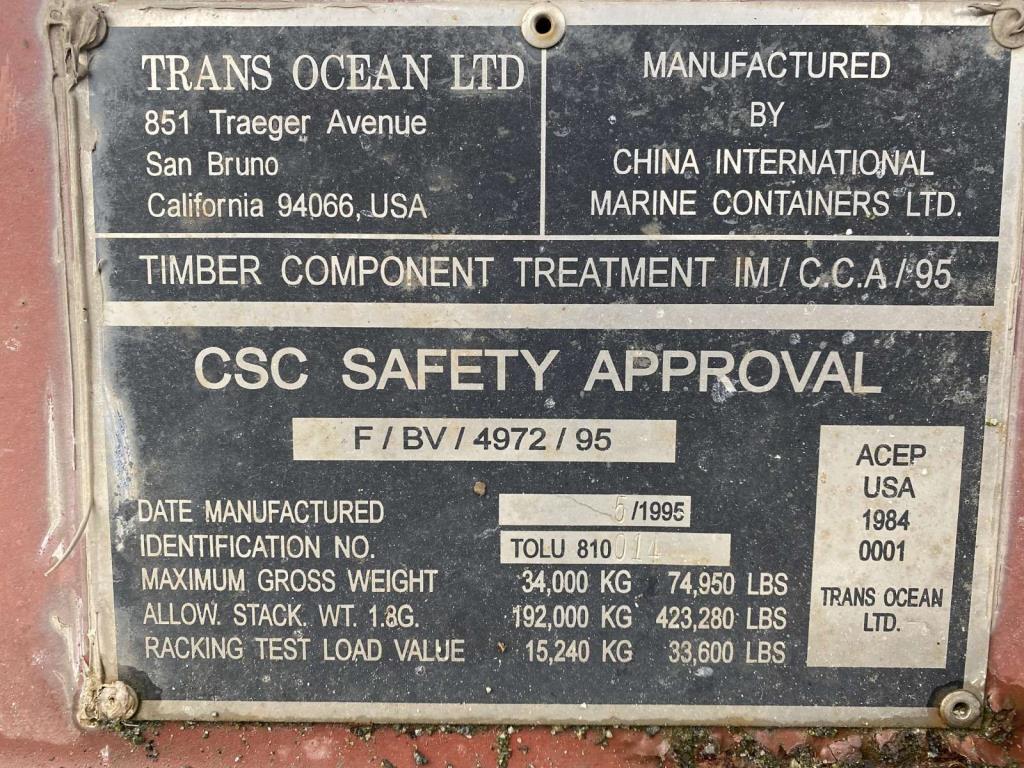 TRANS OCEAN LTD
851 Traeger Avenue
San Bruno
California 94066, USA
MANUFACTURED
BY
CHINA INTERNATIONAL
MARINE CONTAINERS LTD.
TIMBER COMPONENT TREATMENT IM / C.C.A / 95
CSC SAFETY APPROVAL
F / BV / 4972 / 95
DATE MANUFACTURED 5/1995
IDENTIFICATION NO. TOLU 810014
MAXIMUM GROSS WEIGHT 34,000 KG 74,950 LBS
ALLOW. STACK. WT. 1.8G. 192,000 KG 423,280 LBS
RACKING TEST LOAD VALUE 15,240 KG 33,600 LBS
ACEP
USA
1984
0001
TRANS OCEAN
LTD.